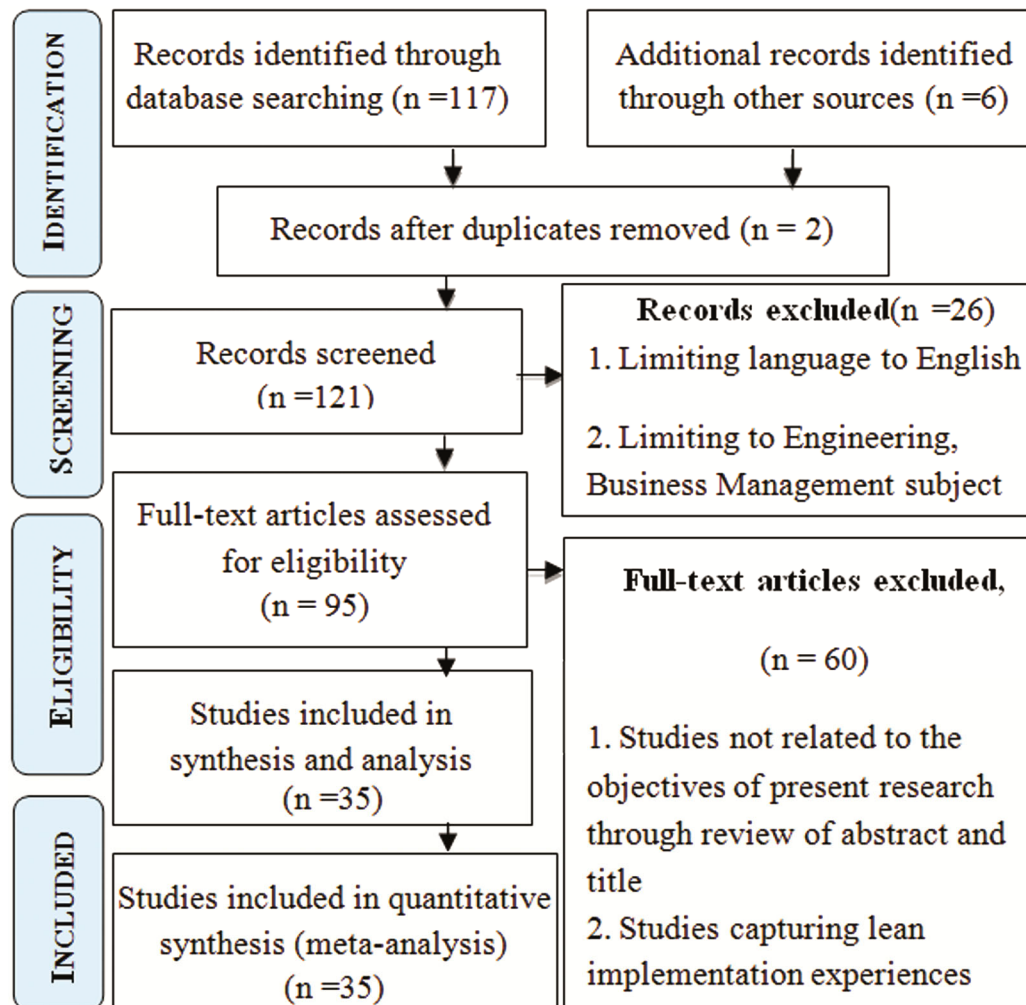 IDENTIFICATION
Records identified through
database searching (n =117)
Additional records identified
through other sources (n =6)
Records after duplicates removed (n = 2)
SCREENING
Records screened
(n =121)
Records excluded(n =26)
1. Limiting language to English
2. Limiting to Engineering,
Business Management subject
ELIGIBILITY
Full-text articles assessed
for eligibility
(n = 95)
Full-text articles excluded,
(n = 60)
1. Studies not related to the
objectives of present research
through review of abstract and
title
2. Studies capturing lean
implementation experiences
Studies included in
synthesis and analysis
(n =35)
INCLUDED
Studies included in quantitative
synthesis (meta-analysis)
(n =35)